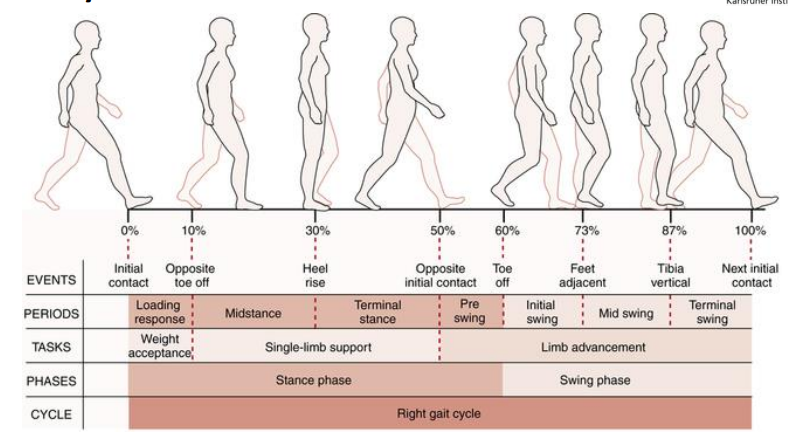 Karlsruher Insti
0% 10% 30% 50% 60% 73% 87% 100%
EVENTS
Initial
contact
Opposite
toe off
Heel
rise
Opposite
initial contact
Toe
off
Feet
adjacent
Tibia
vertical
Next initial
contact
PERIODS
Loading
response
Midstance
Terminal
stance
Pre
swing
Initial
swing
Mid swing
Terminal
swing
TASKS
Weight
acceptance
Single-limb support
Limb advancement
PHASES
Stance phase
Swing phase
CYCLE
Right gait cycle